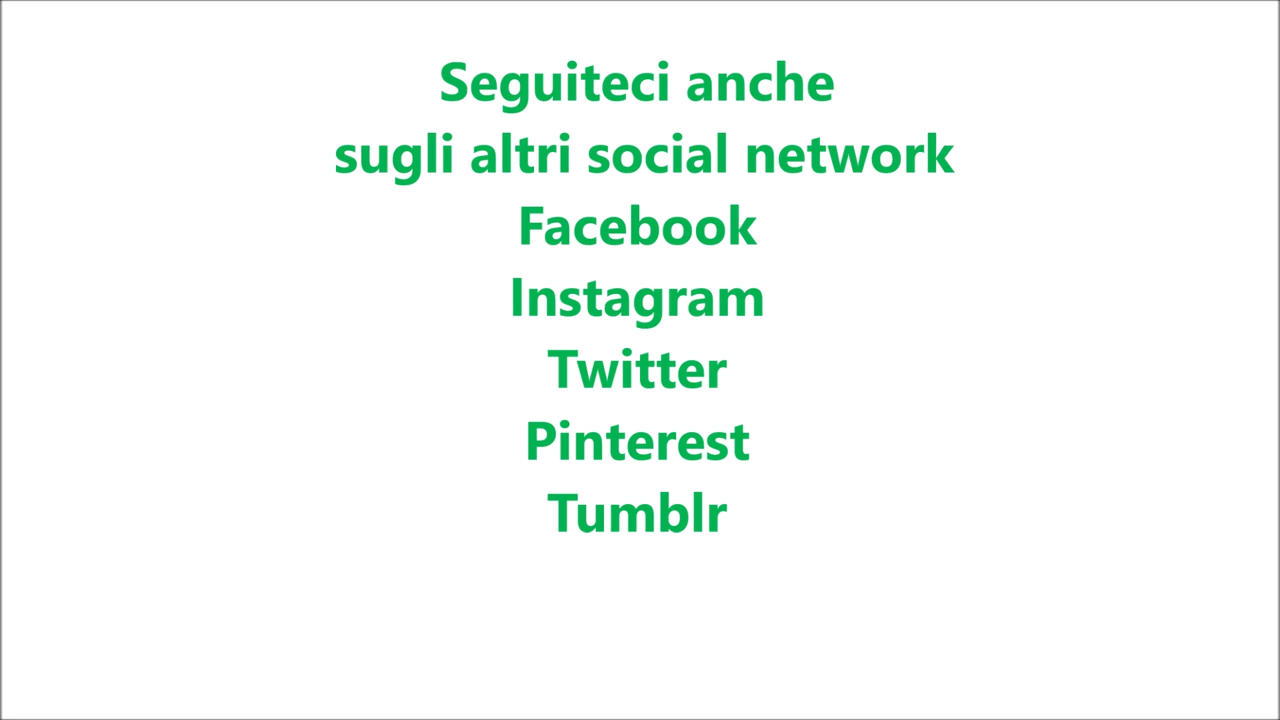 Seguiteci anche
sugli altri social network
Facebook
Instagram
Twitter
Pinterest
Tumblr